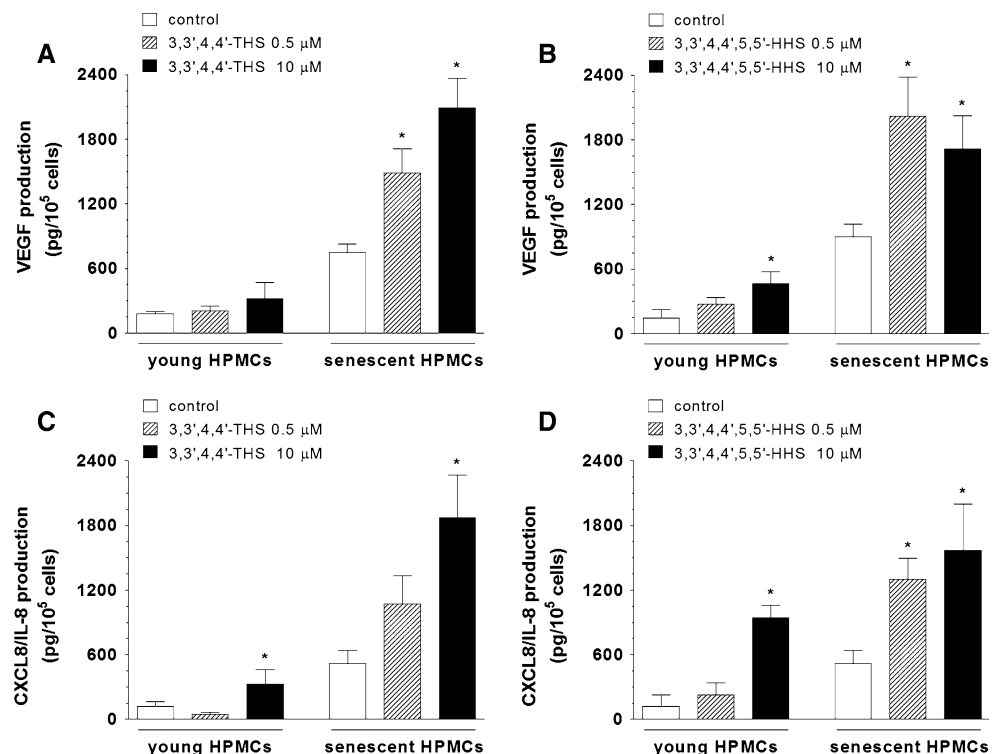 A
control
3,3',4,4'-THS 0.5 µM
3,3',4,4'-THS 10 µM
VEGF production
(pg/10⁵ cells)
2400
1800
1200
600
0
*
*
young HPMCs
senescent HPMCs
B
control
3,3',4,4',5,5'-HHS 0.5 µM
3,3',4,4',5,5'-HHS 10 µM
VEGF production
(pg/10⁵ cells)
2400
1800
1200
600
0
*
*
*
young HPMCs
senescent HPMCs
C
control
3,3',4,4'-THS 0.5 µM
3,3',4,4'-THS 10 µM
CXCL8/IL-8 production
(pg/10⁵ cells)
2400
1800
1200
600
0
*
*
young HPMCs
senescent HPMCs
D
control
3,3',4,4',5,5'-HHS 0.5 µM
3,3',4,4',5,5'-HHS 10 µM
CXCL8/IL-8 production
(pg/10⁵ cells)
2400
1800
1200
600
0
*
*
*
young HPMCs
senescent HPMCs